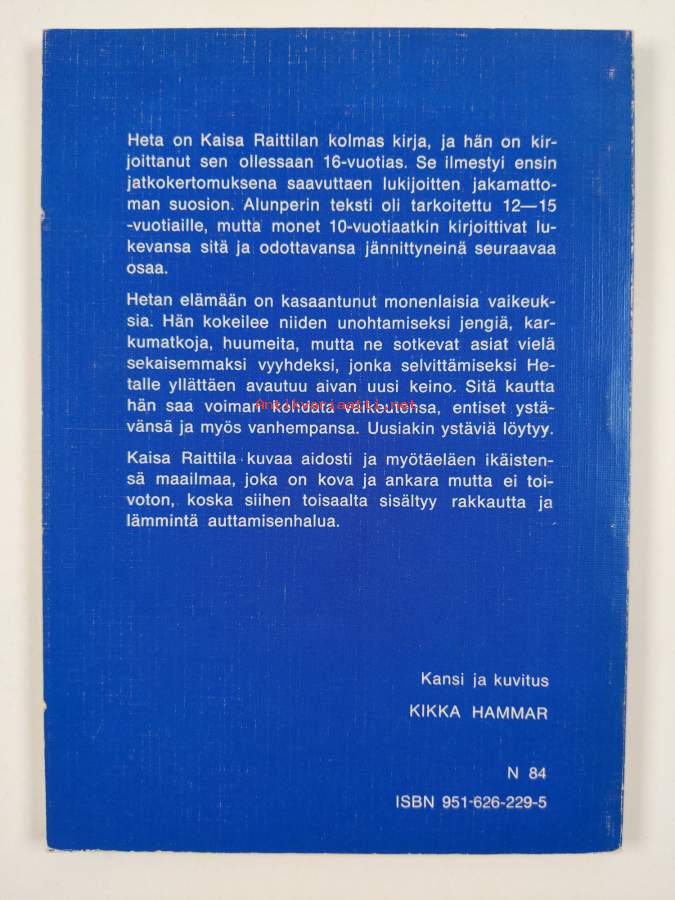 Heta on Kaisa Raittilan kolmas kirja, ja hän on kir-
joittanut sen ollessaan 16-vuotias. Se ilmestyi ensin
jatkokertomuksena saavuttaen lukijoitten jakamatto-
man suosion. Alunperin teksti oli tarkoitettu 12—15
-vuotiaille, mutta monet 10-vuotiaatkin kirjoittivat lu-
kevansa sitä ja odottavansa jännittyneinä seuraavaa
osaa.
Hetan elämään on kasaantunut monenlaisia vaikeuk-
sia. Hän kokeilee niiden unohtamiseksi jengiä, kar-
kumatkoja, huumeita, mutta ne sotkevat asiat vielä
sekaisemmaksi vyyhdeksi, jonka selvittämiseksi He-
talle yllättäen avautuu aivan uusi keino. Sitä kautta
hän saa voiman kohdata vaikeutensa, entiset ystä-
vänsä ja myös vanhempansa. Uusiakin ystäviä löytyy.
Kaisa Raittila kuvaa aidosti ja myötäeläen ikäisten-
sä maailmaa, joka on kova ja ankara mutta ei toi-
voton, koska siihen toisaalta sisältyy rakkautta ja
lämmintä auttamisenhalua.
Kansi ja kuvitus
KIKKA HAMMAR
N 84
ISBN 951-626-229-5
Antikvariaatti.net